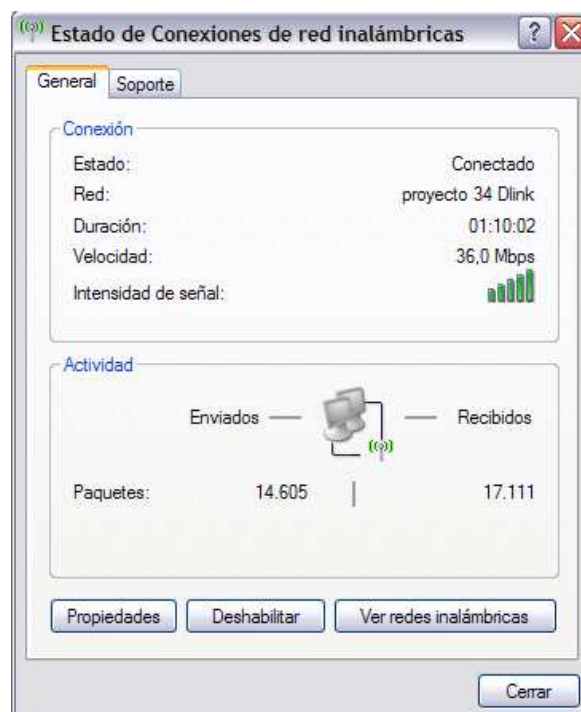 Estado de Conexiones de red inalámbricas
General Soporte
Conexión
Estado: Conectado
Red: proyecto 34 Dlink
Duración: 01:10:02
Velocidad: 36,0 Mbps
Intensidad de señal:
Actividad
Enviados Recibidos
Paquetes: 14.605 17.111
Propiedades Deshabilitar Ver redes inalámbricas
Cerrar